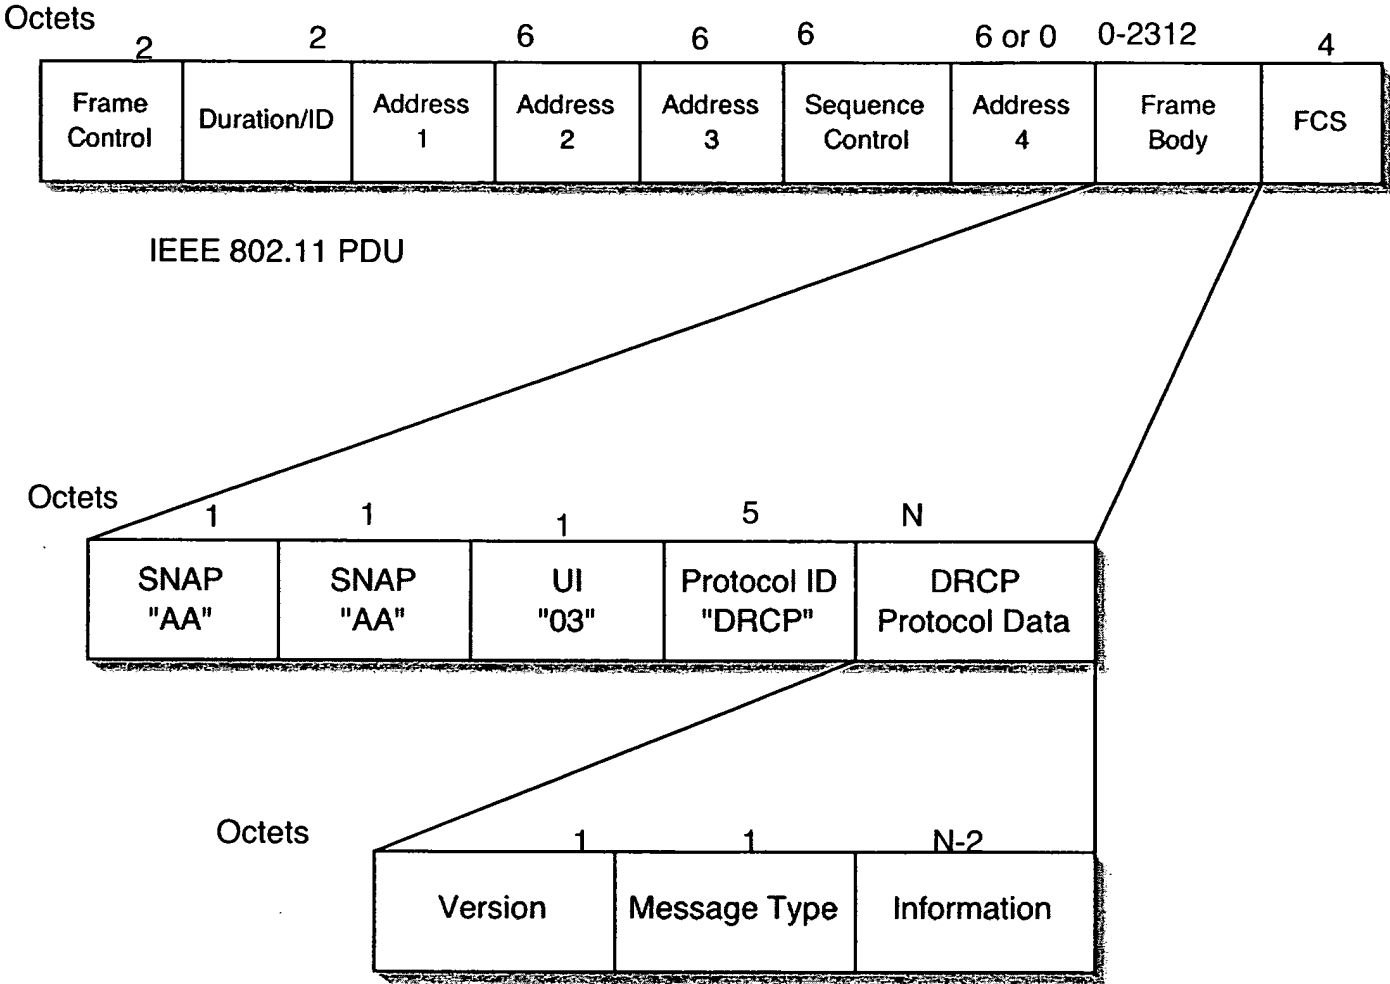 Octets
2 2 6 6 6 6 or 0 0-2312 4
Frame Control
Duration/ID
Address 1
Address 2
Address 3
Sequence Control
Address 4
Frame Body
FCS
IEEE 802.11 PDU
Octets
1 1 1 5 N
SNAP "AA"
SNAP "AA"
UI "03"
Protocol ID "DRCP"
DRCP Protocol Data
Octets
1 1 N-2
Version
Message Type
Information